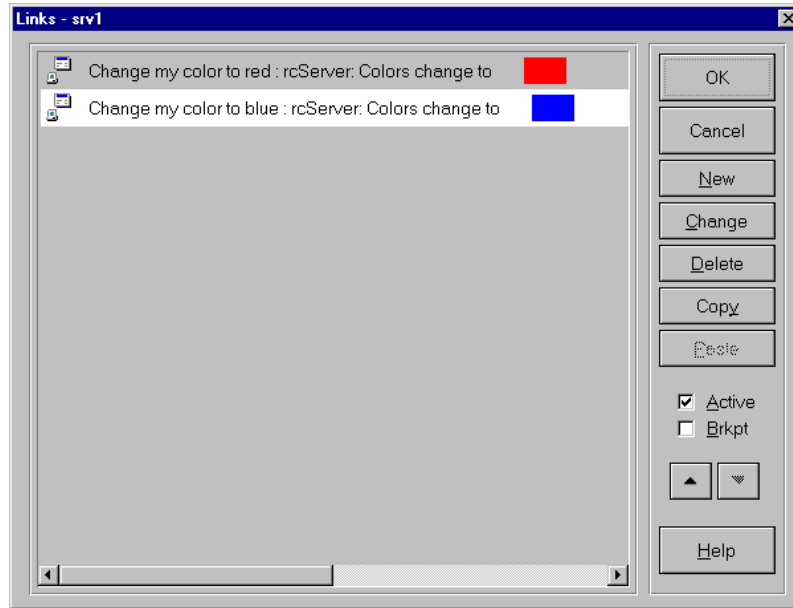 Links - srv1
Change my color to red : rcServer: Colors change to
Change my color to blue : rcServer: Colors change to
OK
Cancel
New
Change
Delete
Copy
Paste
Active
Brkpt
Help